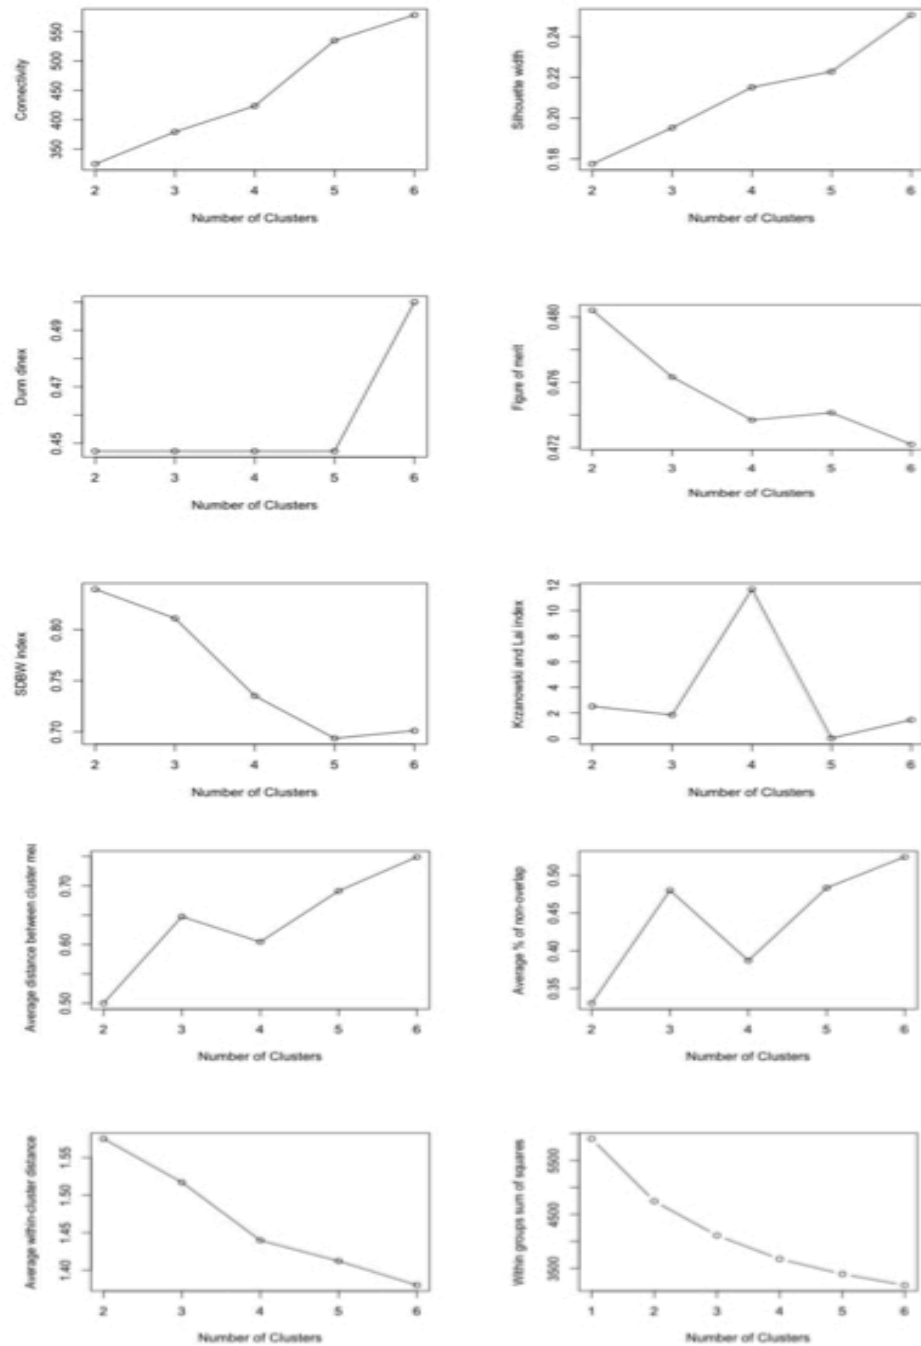 Connectivity
550
500
450
400
350
2 3 4 5 6
Number of Clusters
Silhouette width
0.24
0.22
0.20
0.18
2 3 4 5 6
Number of Clusters
Dunn dinex
0.49
0.47
0.45
2 3 4 5 6
Number of Clusters
Figure of merit
0.480
0.476
0.472
2 3 4 5 6
Number of Clusters
SDBW index
0.80
0.75
0.70
2 3 4 5 6
Number of Clusters
Krzanowski and Lai index
12
10
8
6
4
2
0
2 3 4 5 6
Number of Clusters
Average distance between cluster mea
0.70
0.60
0.50
2 3 4 5 6
Number of Clusters
Average % of non-overlap
0.50
0.45
0.40
0.35
2 3 4 5 6
Number of Clusters
Average within-cluster distance
1.55
1.50
1.45
1.40
2 3 4 5 6
Number of Clusters
Within groups sum of squares
5500
4500
3500
1 2 3 4 5 6
Number of Clusters